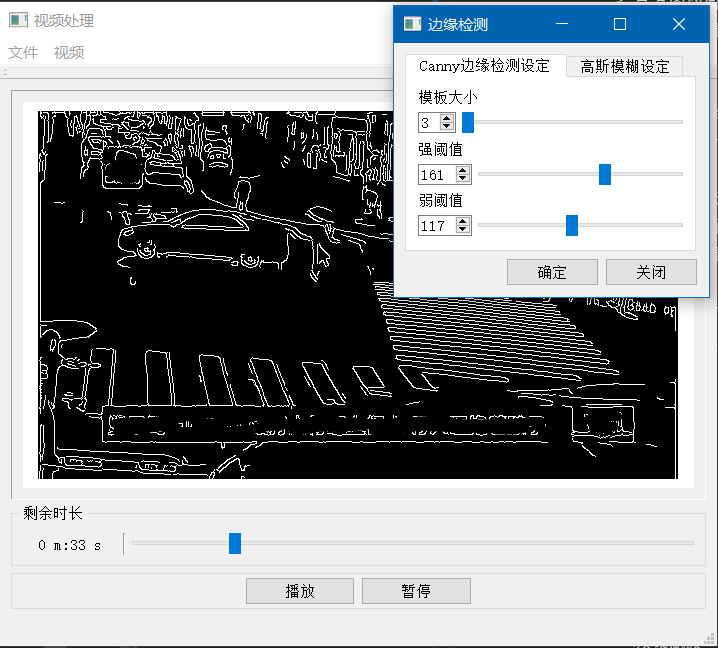 视频处理
文件 视频
边缘检测
Canny边缘检测设定 高斯模糊设定
模板大小
3
强阈值
161
弱阈值
117
确定 关闭
剩余时长
0 m:33 s
播放 暂停